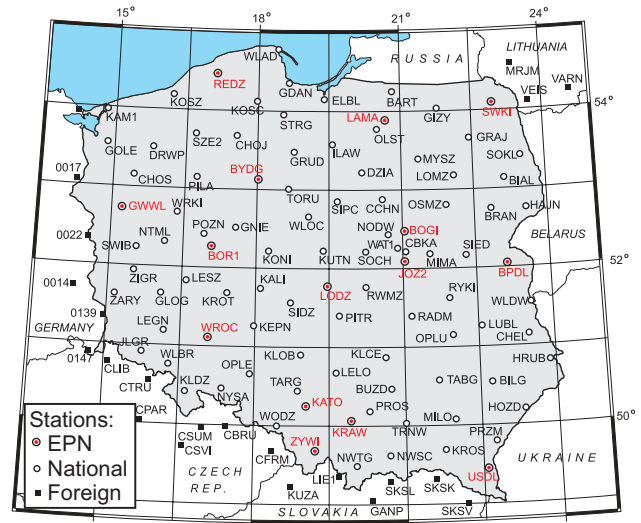 15° 18° 21° 24°
WLAD
RUSSIA
LITHUANIA
MRJM
VARN
VEIS
REDZ
GDAN
KOSZ
KOSC
ELBL
BART
SWKI
54°
KAM1
STRG
LAMA
GIZY
OLST
GOLE
DRWP
SZE2
CHOJ
GRUD
ILAW
MYSZ
GRAJ
SOKL
0017
CHOS
PILA
BYDG
DZIA
LOMZ
BIAL
TORU
GWWL
WRKI
SIPC
CCHN
OSMZ
BRAN
HAJN
0022
NTML
POZN
GNIE
WLOC
NODW
BOGI
BELARUS
SWIB
BOR1
KONI
KUTN
WAT1
CBKA
SOCH
MIMA
SIED
52°
JOZ2
BPDL
0014
ZIGR
LESZ
KALI
LODZ
RWMZ
RYKI
ZARY
GLOG
KROT
SIDZ
WLDW
0139
LEGN
KEPN
PITR
RADM
LUBL
GERMANY
WROC
OPLU
CHEL
JLGR
0147
CLIB
WLBR
KLOB
KLCE
HRUB
CTRU
KLDZ
OPLE
LELO
NYSA
TARG
BUZD
TABG
BILG
Stations:
EPN
National
Foreign
CPAR
KATO
PROS
HOZD
WODZ
KRAW
TRNW
MILO
50°
CSUM
CBRU
CSVI
PRZM
ZYWI
CFRM
NWTG
NWSC
KROS
UKRAINE
CZECH
REP.
LIE1
USDL
KUZA
SKSL
SKSK
SLOVAKIA
GANP
SKSV